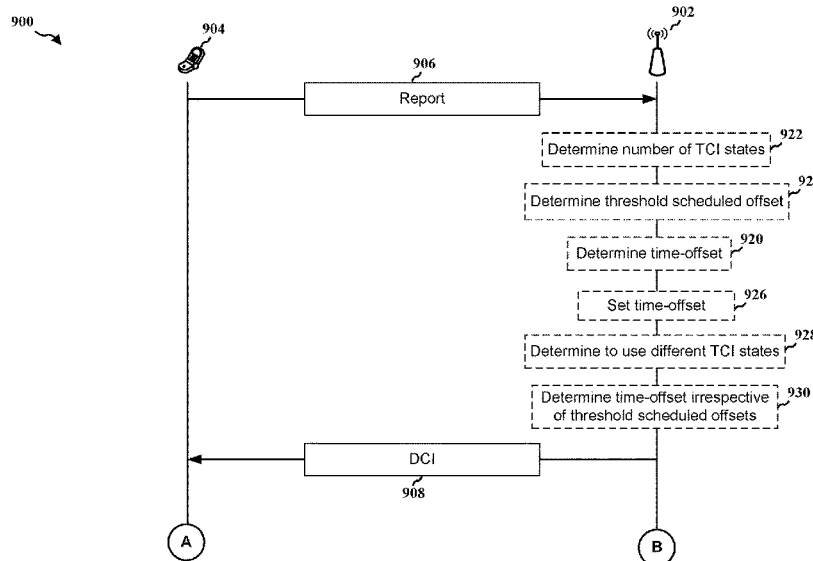 900
904
902
906
Report
922
Determine number of TCI states
Determine threshold scheduled offset
920
Determine time-offset
926
Set time-offset
928
Determine to use different TCI states
930
Determine time-offset irrespective
of threshold scheduled offsets
DCI
908
A
B